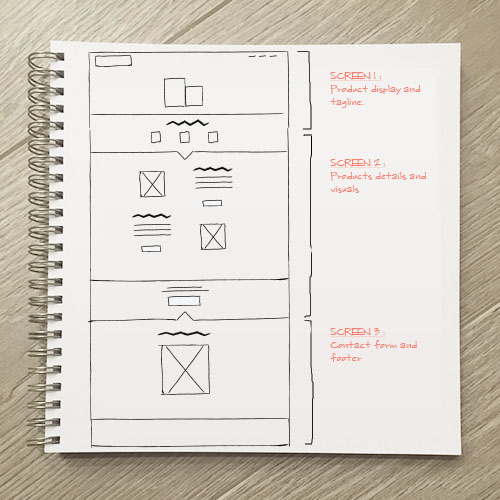 SCREEN 1 :
Product display and
tagline.
SCREEN 2 :
Products details and
visuals
SCREEN 3 :
Contact form and
footer